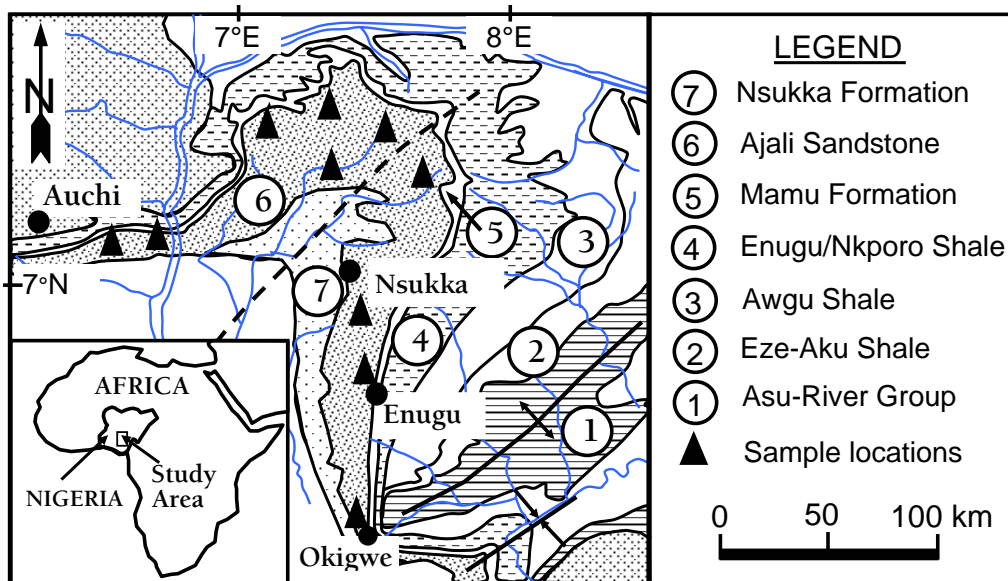 7°E
8°E
N
Auchi
6
5
3
7°N
7
Nsukka
4
2
Enugu
1
Okigwe
AFRICA
NIGERIA
Study
Area
LEGEND
7 Nsukka Formation
6 Ajali Sandstone
5 Mamu Formation
4 Enugu/Nkporo Shale
3 Awgu Shale
2 Eze-Aku Shale
1 Asu-River Group
Sample locations
0 50 100 km